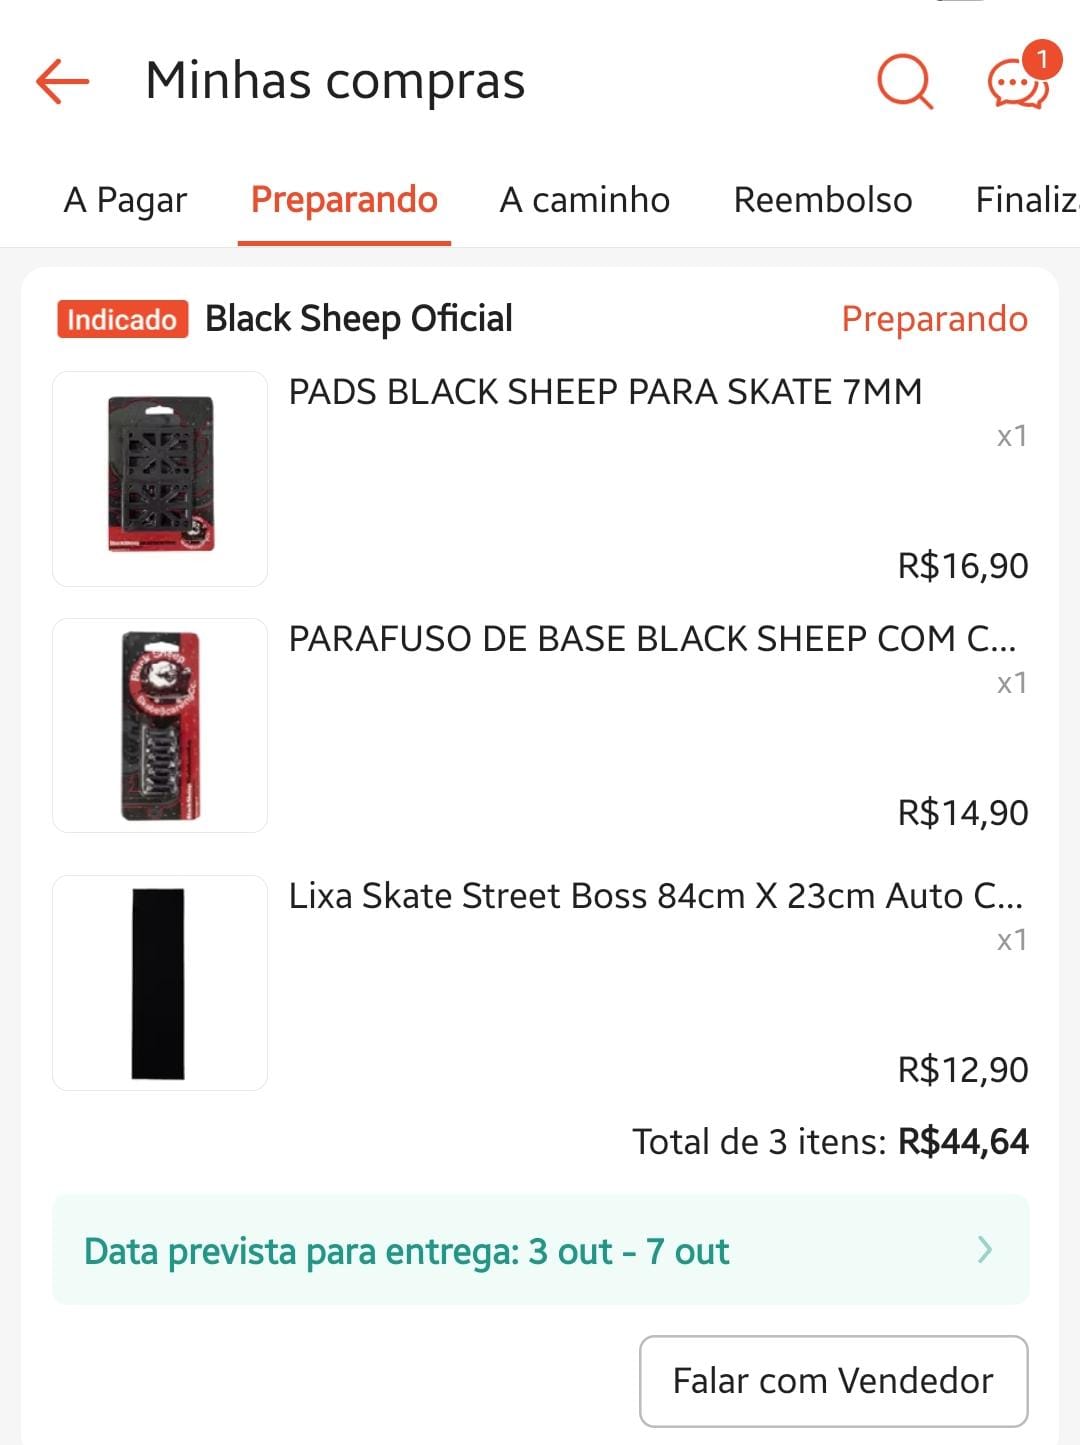 Minhas compras
1
A Pagar Preparando A caminho Reembolso Finaliz
Indicado Black Sheep Oficial Preparando
PADS BLACK SHEEP PARA SKATE 7MM
x1
R$16,90
PARAFUSO DE BASE BLACK SHEEP COM C...
x1
R$14,90
Lixa Skate Street Boss 84cm X 23cm Auto C...
x1
R$12,90
Total de 3 itens: R$44,64
Data prevista para entrega: 3 out - 7 out
Falar com Vendedor